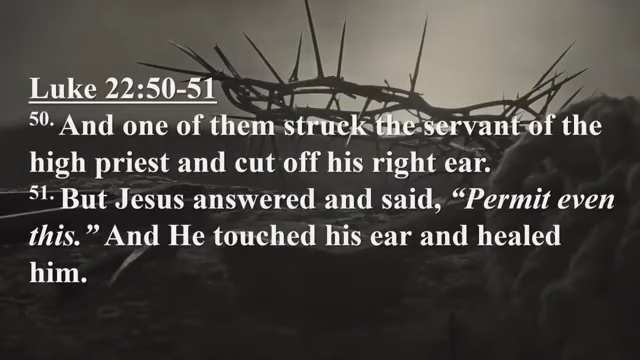 Luke 22:50-51
50. And one of them struck the servant of the
high priest and cut off his right ear.
51. But Jesus answered and said, “Permit even
this.” And He touched his ear and healed
him.